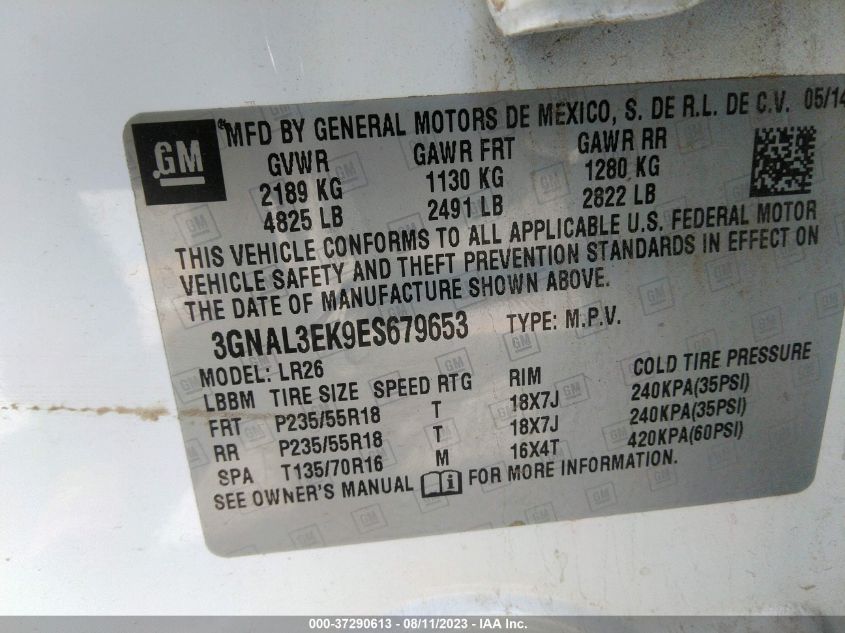 GM
MFD BY GENERAL MOTORS DE MEXICO, S. DE R.L. DE C.V. 05/14
GVWR GAWR FRT GAWR RR
2189 KG 1130 KG 1280 KG
4825 LB 2491 LB 2822 LB
THIS VEHICLE CONFORMS TO ALL APPLICABLE U.S. FEDERAL MOTOR
VEHICLE SAFETY AND THEFT PREVENTION STANDARDS IN EFFECT ON
THE DATE OF MANUFACTURE SHOWN ABOVE.
3GNAL3EK9ES679653 TYPE: M.P.V.
MODEL: LR26
LBBM TIRE SIZE SPEED RTG RIM COLD TIRE PRESSURE
FRT P235/55R18 T 18X7J 240KPA(35PSI)
RR P235/55R18 T 18X7J 240KPA(35PSI)
SPA T135/70R16 M 16X4T 420KPA(60PSI)
SEE OWNER'S MANUAL FOR MORE INFORMATION.
000-37290613 - 08/11/2023 - IAA Inc.